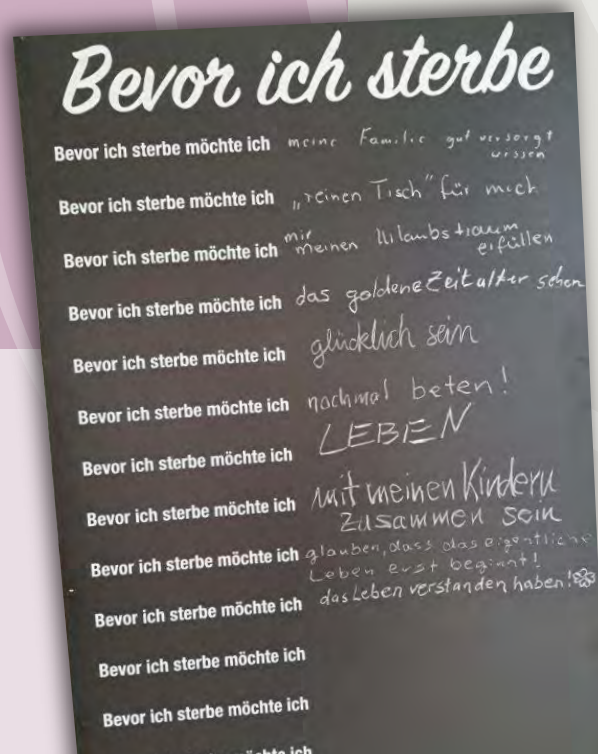 Bevor ich sterbe
Bevor ich sterbe möchte ich meine Familie gut versorgt
wissen
Bevor ich sterbe möchte ich „reinen Tisch" für mich
Bevor ich sterbe möchte ich mir meinen Urlaubstraum
erfüllen
Bevor ich sterbe möchte ich das goldene Zeitalter sehen
Bevor ich sterbe möchte ich glücklich sein
Bevor ich sterbe möchte ich nochmal beten!
Bevor ich sterbe möchte ich LEBEN
Bevor ich sterbe möchte ich mit meinen Kindern
zusammen sein
Bevor ich sterbe möchte ich glauben, dass das eigentliche
Leben erst beginnt!
Bevor ich sterbe möchte ich das Leben verstanden haben!
Bevor ich sterbe möchte ich
Bevor ich sterbe möchte ich
möchte ich